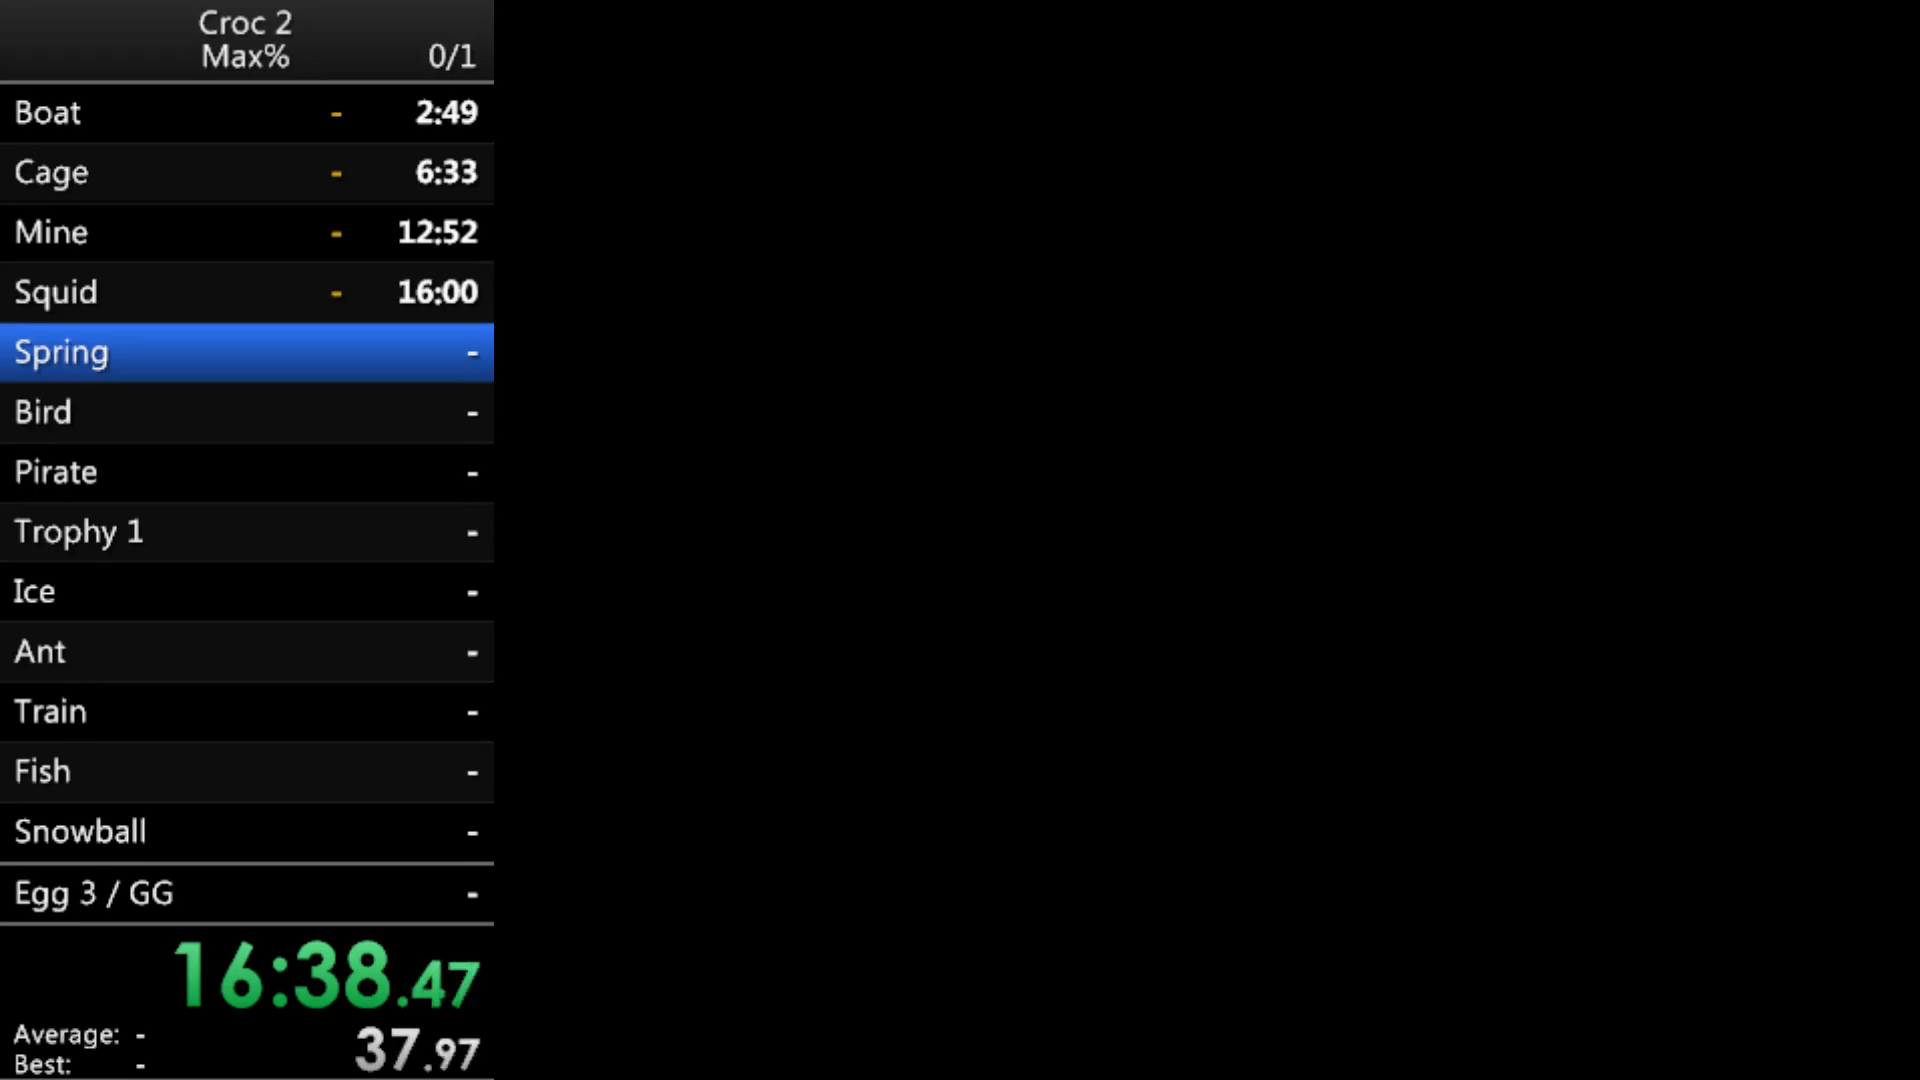 Croc 2
Max% 0/1
Boat - 2:49
Cage - 6:33
Mine - 12:52
Squid - 16:00
Spring -
Bird -
Pirate -
Trophy 1 -
Ice -
Ant -
Train -
Fish -
Snowball -
Egg 3 / GG -
16:38.47
Average: -
Best: -
37.97